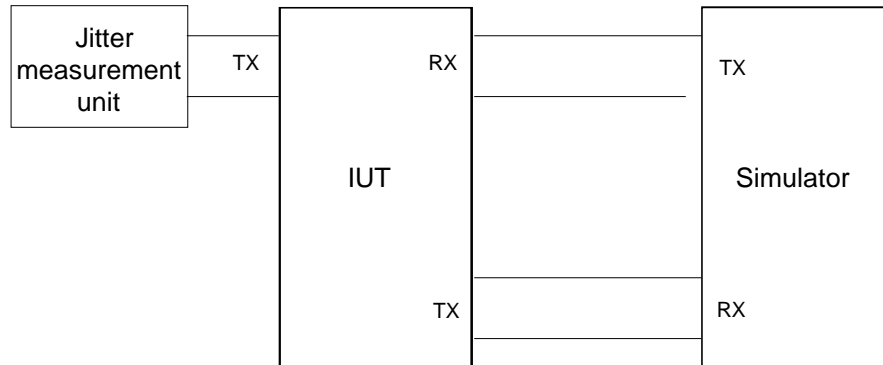 Jitter
measurement
unit
TX
RX
TX
IUT
Simulator
TX
RX